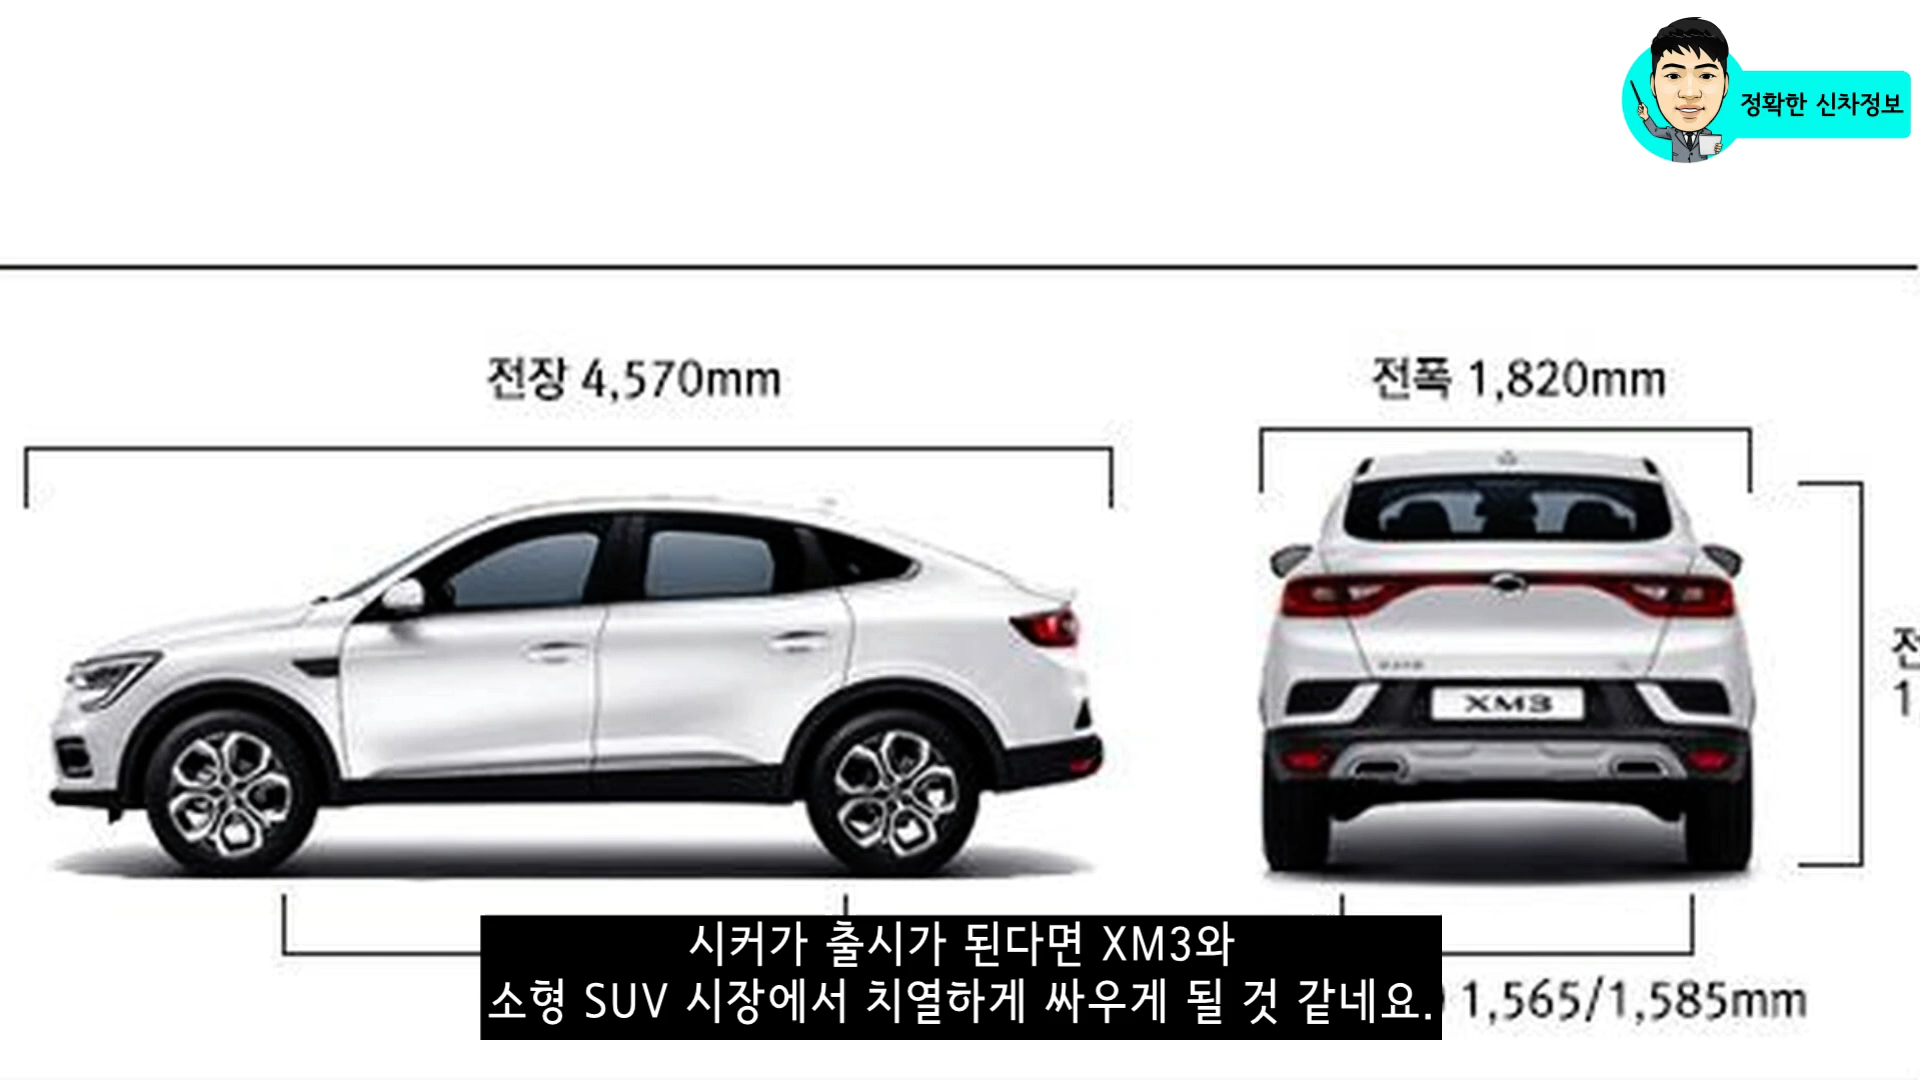 정확한 신차정보
전장 4,570mm
전폭 1,820mm
XM3
시커가 출시가 된다면 XM3와
소형 SUV 시장에서 치열하게 싸우게 될 것 같네요.
1,565/1,585mm